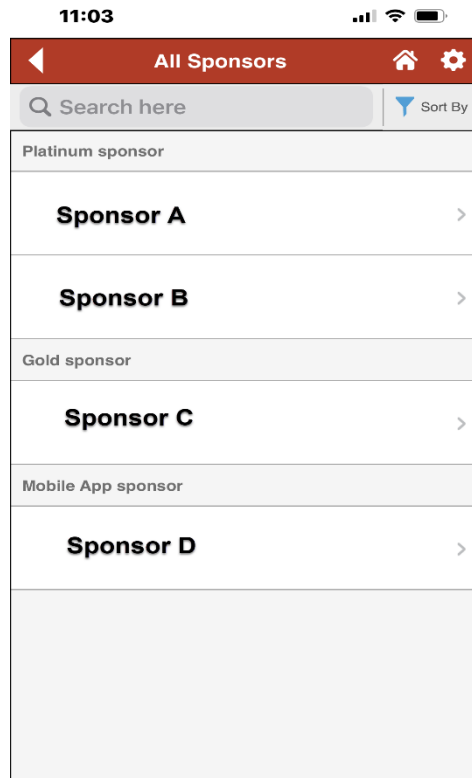 11:03
All Sponsors
Search here
Sort By
Platinum sponsor
Sponsor A
Sponsor B
Gold sponsor
Sponsor C
Mobile App sponsor
Sponsor D